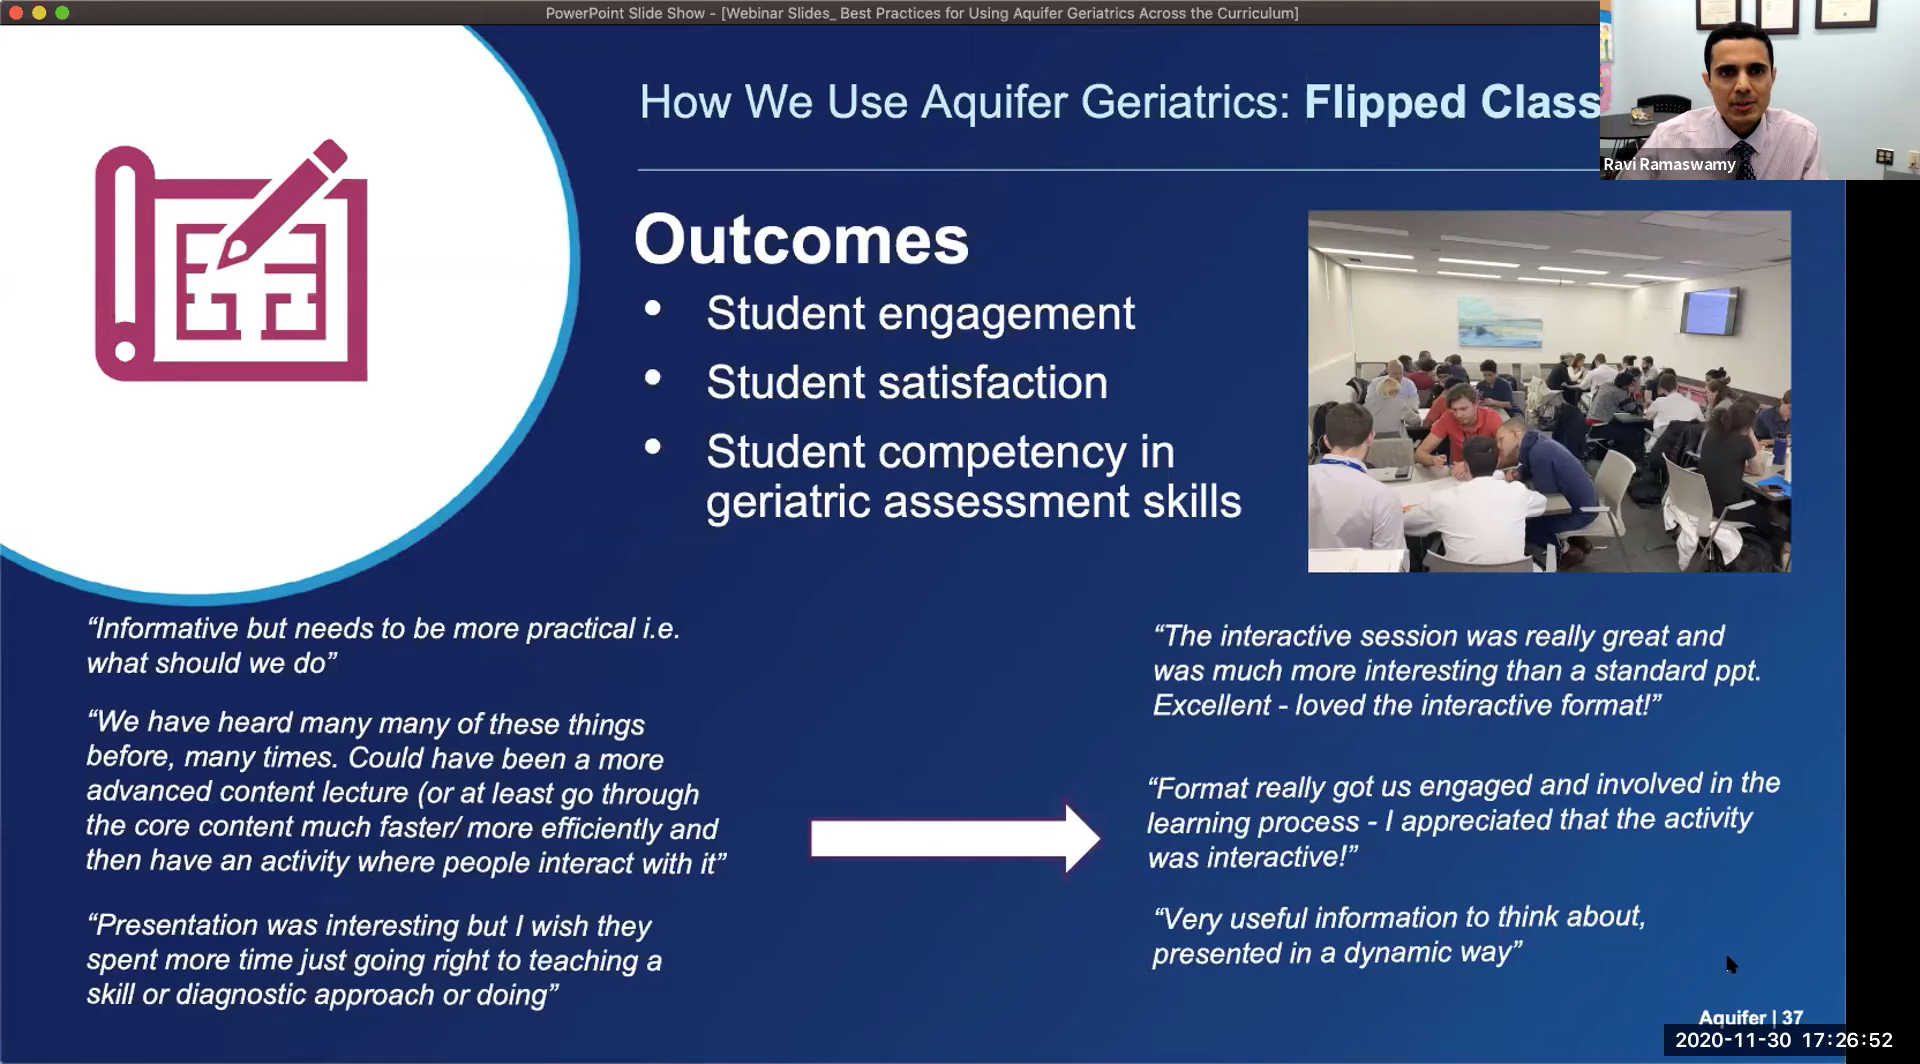 PowerPoint Slide Show - [Webinar Slides_ Best Practices for Using Aquifer Geriatrics Across the Curriculum]
How We Use Aquifer Geriatrics: Flipped Class
Ravi Ramaswamy
Outcomes
• Student engagement
• Student satisfaction
• Student competency in
geriatric assessment skills
“Informative but needs to be more practical i.e.
what should we do”
“We have heard many many of these things
before, many times. Could have been a more
advanced content lecture (or at least go through
the core content much faster/ more efficiently and
then have an activity where people interact with it”
“Presentation was interesting but I wish they
spent more time just going right to teaching a
skill or diagnostic approach or doing”
“The interactive session was really great and
was much more interesting than a standard ppt.
Excellent - loved the interactive format!”
“Format really got us engaged and involved in the
learning process - I appreciated that the activity
was interactive!”
“Very useful information to think about,
presented in a dynamic way”
Aquifer | 37
2020-11-30 17:26:52